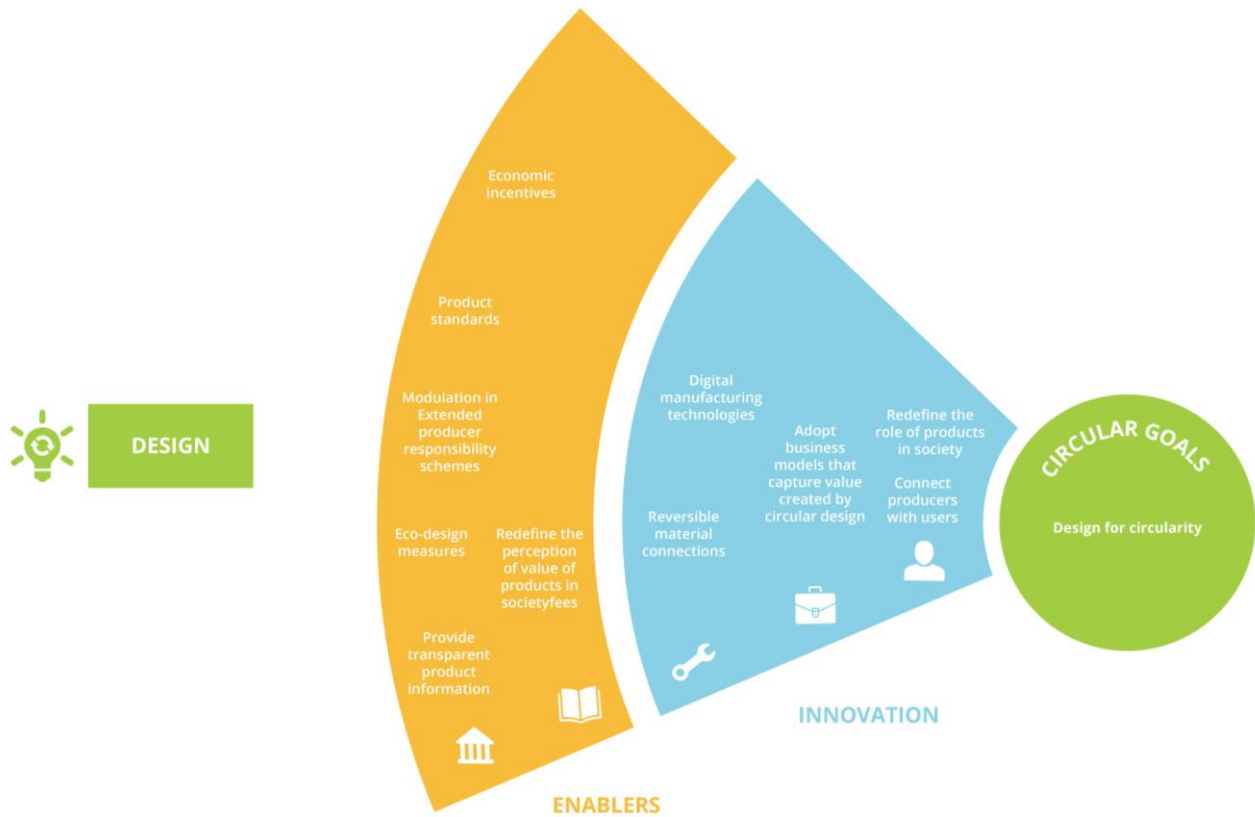 DESIGN
Economic
incentives
Product
standards
Modulation in
Extended
producer
responsibility
schemes
Eco-design
measures
Provide
transparent
product
information
Redefine the
perception
of value of
products in
societyfees
ENABLERS
Digital
manufacturing
technologies
Reversible
material
connections
Adopt
business
models that
capture value
created by
circular design
Redefine the
role of products
in society
Connect
producers
with users
INNOVATION
CIRCULAR GOALS
Design for circularity